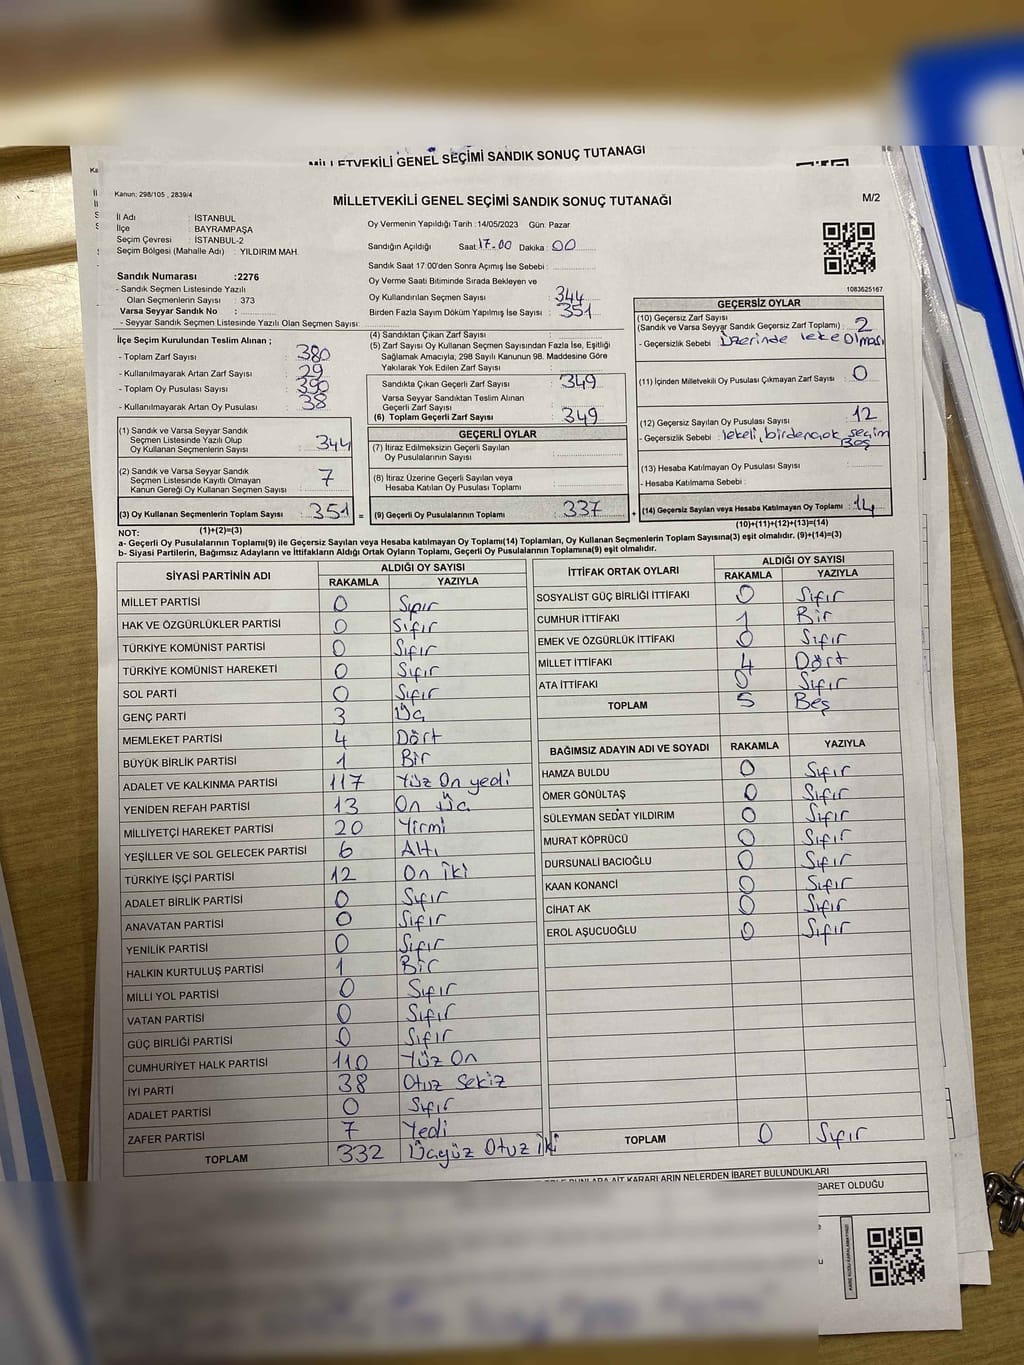 MİLLETVEKİLİ GENEL SEÇİMİ SANDIK SONUÇ TUTANAĞI
Kanun: 298/105 , 2839/4
MİLLETVEKİLİ GENEL SEÇİMİ SANDIK SONUÇ TUTANAĞI
M/2
İl Adı : İSTANBUL
İlçe : BAYRAMPAŞA
Seçim Çevresi : İSTANBUL-2
Seçim Bölgesi (Mahalle Adı) : YILDIRIM MAH.
Sandık Numarası :2276
- Sandık Seçmen Listesinde Yazılı
Olan Seçmenlerin Sayısı : 373
Varsa Seyyar Sandık No :
- Seyyar Sandık Seçmen Listesinde Yazılı Olan Seçmen Sayısı:
Oy Vermenin Yapıldığı Tarih : 14/05/2023 Gün: Pazar
Sandığın Açıldığı Saat 17.00 Dakika : 00
Sandık Saat 17.00'den Sonra Açımış İse Sebebi :
Oy Verme Saati Bitiminde Sırada Bekleyen ve
Oy Kullandırılan Seçmen Sayısı : 344
Birden Fazla Sayım Döküm Yapılmış İse Sayısı : 351
1083625167
İlçe Seçim Kurulundan Teslim Alınan ;
- Toplam Zarf Sayısı : 380
- Kullanılmayarak Artan Zarf Sayısı : 29
- Toplam Oy Pusulası Sayısı : 390
- Kullanılmayarak Artan Oy Pusulası : 38
(1) Sandık ve Varsa Seyyar Sandık
Seçmen Listesinde Yazılı Olup
Oy Kullanan Seçmenlerin Sayısı : 344
(2) Sandık ve Varsa Seyyar Sandık
Seçmen Listesinde Kayıtlı Olmayan
Kanun Gereği Oy Kullanan Seçmen Sayısı : 7
(3) Oy Kullanan Seçmenlerin Toplam Sayısı : 351 =
(1)+(2)=(3)
(4) Sandıktan Çıkan Zarf Sayısı :
(5) Zarf Sayısı Oy Kullanan Seçmen Sayısından Fazla İse, Eşitliği
Sağlamak Amacıyla; 298 Sayılı Kanunun 98. Maddesine Göre
Yakılarak Yok Edilen Zarf Sayısı :
Sandıkta Çıkan Geçerli Zarf Sayısı : 349
Varsa Seyyar Sandıktan Teslim Alınan
Geçerli Zarf Sayısı :
(6) Toplam Geçerli Zarf Sayısı : 349
GEÇERLİ OYLAR
(7) İtiraz Edilmeksizin Geçerli Sayılan
Oy Pusulalarının Sayısı :
(8) İtiraz Üzerine Geçerli Sayılan veya
Hesaba Katılan Oy Pusulası Toplamı :
(9) Geçerli Oy Pusulalarının Toplamı : 337 +
GEÇERSİZ OYLAR
(10) Geçersiz Zarf Sayısı
(Sandık ve Varsa Seyyar Sandık Geçersiz Zarf Toplamı) : 2
- Geçersizlik Sebebi : Üzerinde leke olması
(11) İçinden Milletvekili Oy Pusulası Çıkmayan Zarf Sayısı : 0
(12) Geçersiz Sayılan Oy Pusulası Sayısı : 12
- Geçersizlik Sebebi : lekeli, birden çok seçim
Beş
(13) Hesaba Katılmayan Oy Pusulası Sayısı :
- Hesaba Katılmama Sebebi :
(14) Geçersiz Sayılan veya Hesaba Katılmayan Oy Toplamı : 14
(10)+(11)+(12)+(13)=(14)
NOT:
a- Geçerli Oy Pusulalarının Toplamı(9) ile Geçersiz Sayılan veya Hesaba Katılmayan Oy Toplamı(14) Toplamları, Oy Kullanan Seçmenlerin Toplam Sayısına(3) eşit olmalıdır. (9)+(14)=(3)
b- Siyasi Partilerin, Bağımsız Adayların ve İttifakların Aldığı Ortak Oyların Toplamı, Geçerli Oy Pusulalarının Toplamına(9) eşit olmalıdır.
SİYASİ PARTİNİN ADI ALDIĞI OY SAYISI
RAKAMLA YAZIYLA
MİLLET PARTİSİ 0 Sıfır
HAK VE ÖZGÜRLÜKLER PARTİSİ 0 Sıfır
TÜRKİYE KOMÜNİST PARTİSİ 0 Sıfır
TÜRKİYE KOMÜNİST HAREKETİ 0 Sıfır
SOL PARTİ 0 Sıfır
GENÇ PARTİ 3 Üç
MEMLEKET PARTİSİ 4 Dört
BÜYÜK BİRLİK PARTİSİ 1 Bir
ADALET VE KALKINMA PARTİSİ 117 Yüz On yedi
YENİDEN REFAH PARTİSİ 13 On Üç
MİLLİYETÇİ HAREKET PARTİSİ 20 Yirmi
YEŞİLLER VE SOL GELECEK PARTİSİ 6 Altı
TÜRKİYE İŞÇİ PARTİSİ 12 On İki
ADALET BİRLİK PARTİSİ 0 Sıfır
ANAVATAN PARTİSİ 0 Sıfır
YENİLİK PARTİSİ 0 Sıfır
HALKIN KURTULUŞ PARTİSİ 1 Bir
MİLLİ YOL PARTİSİ 0 Sıfır
VATAN PARTİSİ 0 Sıfır
GÜÇ BİRLİĞİ PARTİSİ 0 Sıfır
CUMHURİYET HALK PARTİSİ 110 Yüz On
İYİ PARTİ 38 Otuz Sekiz
ADALET PARTİSİ 0 Sıfır
ZAFER PARTİSİ 7 Yedi
TOPLAM 332 Üçyüz Otuz iki
İTTİFAK ORTAK OYLARI ALDIĞI OY SAYISI
RAKAMLA YAZIYLA
SOSYALİST GÜÇ BİRLİĞİ İTTİFAKI 0 Sıfır
CUMHUR İTTİFAKI 1 Bir
EMEK VE ÖZGÜRLÜK İTTİFAKI 0 Sıfır
MİLLET İTTİFAKI 4 Dört
ATA İTTİFAKI 0 Sıfır
TOPLAM 5 Beş
BAĞIMSIZ ADAYIN ADI VE SOYADI RAKAMLA YAZIYLA
HAMZA BULDU 0 Sıfır
ÖMER GÖNÜLTAŞ 0 Sıfır
SÜLEYMAN SEDAT YILDIRIM 0 Sıfır
MURAT KÖPRÜCÜ 0 Sıfır
DURSUNALİ BACIOĞLU 0 Sıfır
KAAN KONANCİ 0 Sıfır
CİHAT AK 0 Sıfır
EROL AŞUCUOĞLU 0 Sıfır
TOPLAM 0 Sıfır
AİT KARARLARIN NELERDEN İBARET BULUNDUKLARI
BARET OLDUĞU